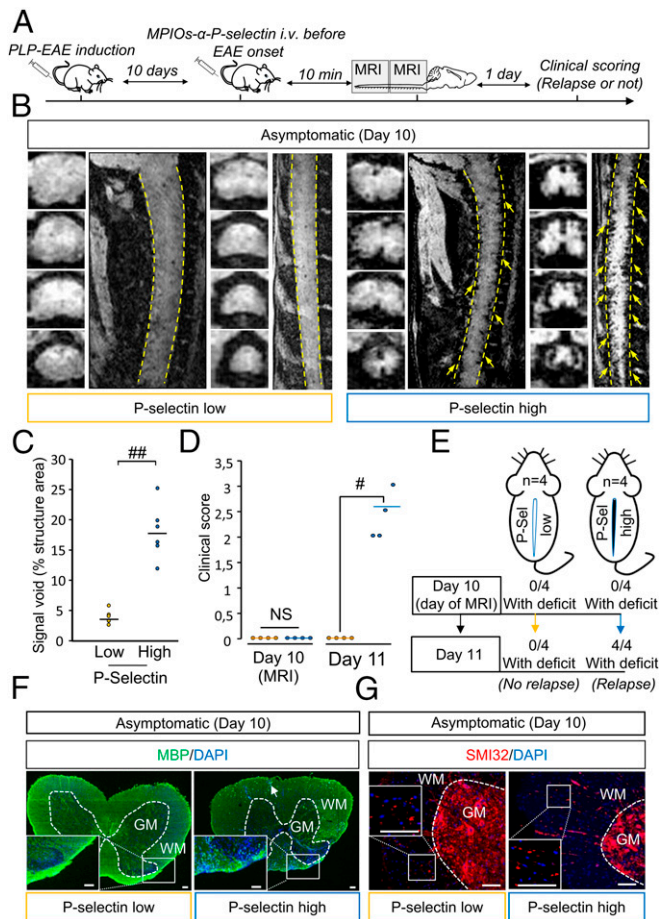 A
PLP-EAE induction
10 days
MPIOs-α-P-selectin i.v. before
EAE onset
10 min
MRI MRI
1 day
Clinical scoring
(Relapse or not)
B
Asymptomatic (Day 10)
P-selectin low
P-selectin high
C
Signal void (% structure area)
30
25
20
15
10
5
0
##
Low High
P-Selectin
D
Clinical score
3,5
3
2,5
2
1,5
1
0.5
0
NS
#
Day 10
(MRI)
Day 11
E
n=4
P-Sel
low
n=4
P-Sel
high
Day 10
(day of MRI)
0/4
With deficit
0/4
With deficit
Day 11
0/4
With deficit
(No relapse)
4/4
With deficit
(Relapse)
F
Asymptomatic (Day 10)
MBP/DAPI
GM
WM
GM
WM
P-selectin low
P-selectin high
G
Asymptomatic (Day 10)
SMI32/DAPI
WM
GM
WM
GM
P-selectin low
P-selectin high